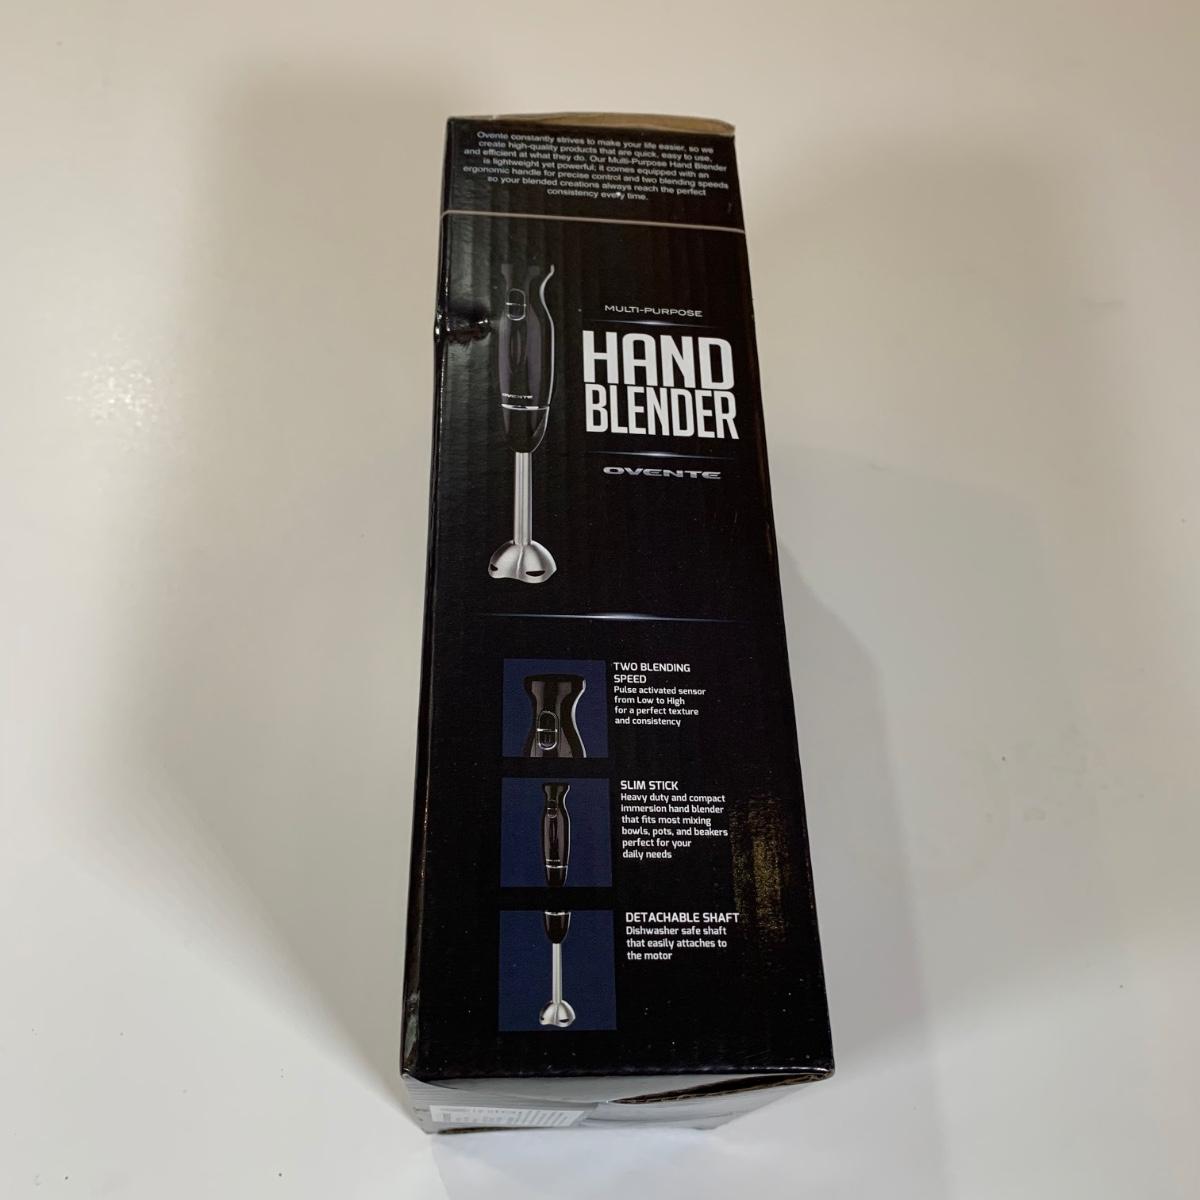 Ovente constantly strives to make your life easier, so we
create high-quality products that are quick, easy to use,
and efficient at what they do. Our Multi-Purpose Hand Blender
is lightweight yet powerful; it comes equipped with an
ergonomic handle for precise control and two blending speeds
so your blended creations always reach the perfect
consistency every time.
MULTI-PURPOSE
HAND
BLENDER
OVENTE
OVENTE
TWO BLENDING
SPEED
Pulse activated sensor
from Low to High
for a perfect texture
and consistency
SLIM STICK
Heavy duty and compact
immersion hand blender
that fits most mixing
bowls, pots, and beakers
perfect for your
daily needs
DETACHABLE SHAFT
Dishwasher safe shaft
that easily attaches to
the motor